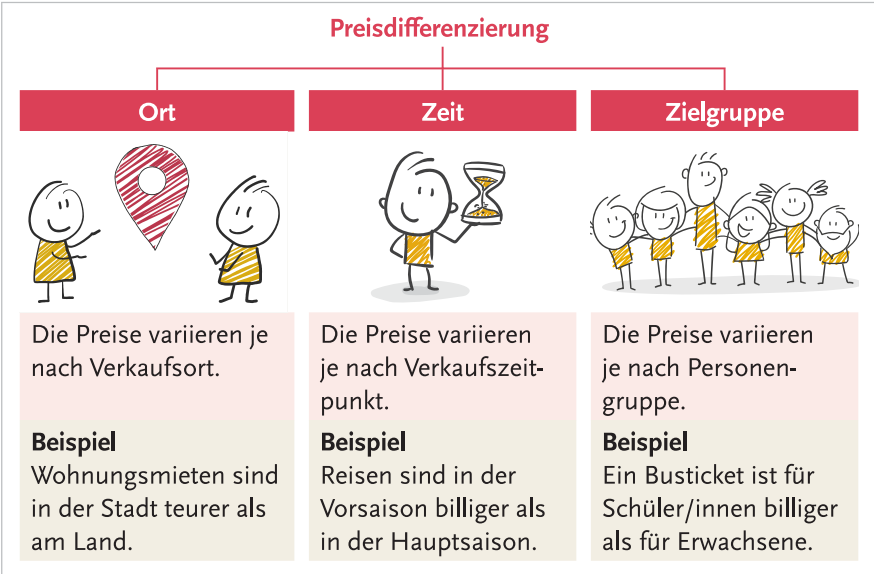 Preisdifferenzierung
Ort
Zeit
Zielgruppe
Die Preise variieren je
nach Verkaufsort.
Beispiel
Wohnungsmieten sind
in der Stadt teurer als
am Land.
Die Preise variieren
je nach Verkaufszeit-
punkt.
Beispiel
Reisen sind in der
Vorsaison billiger als
in der Hauptsaison.
Die Preise variieren
je nach Personen-
gruppe.
Beispiel
Ein Busticket ist für
Schüler/innen billiger
als für Erwachsene.